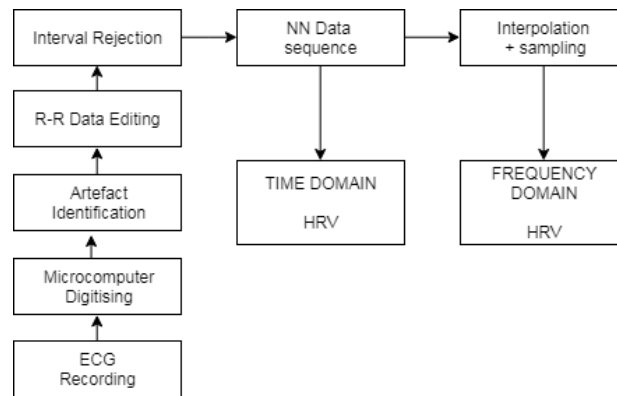 Interval Rejection
NN Data
sequence
Interpolation
+ sampling
R-R Data Editing
Artefact
Identification
TIME DOMAIN
HRV
FREQUENCY
DOMAIN
HRV
Microcomputer
Digitising
ECG
Recording